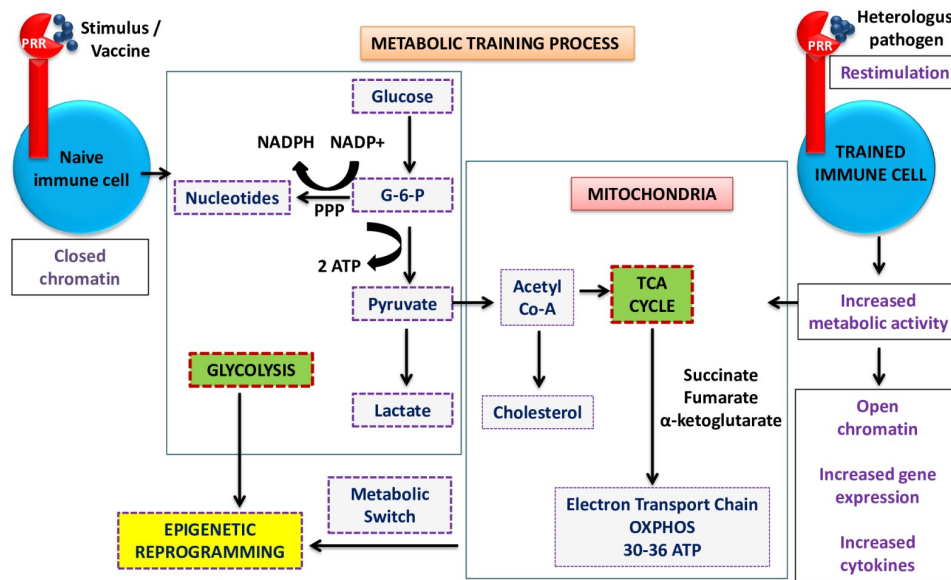 PRR
Stimulus /
Vaccine
Naive
immune cell
Closed
chromatin
METABOLIC TRAINING PROCESS
Glucose
NADPH
NADP+
Nucleotides
PPP
G-6-P
2 ATP
Pyruvate
GLYCOLYSIS
Lactate
EPIGENETIC
REPROGRAMMING
Metabolic
Switch
MITOCHONDRIA
Acetyl
Co-A
TCA
CYCLE
Cholesterol
Succinate
Fumarate
α-ketglutarate
Electron Transport Chain
OXPHOS
30-36 ATP
PRR
Heterologus
pathogen
Restimulation
TRAINED
IMMUNE CELL
Increased
metabolic activity
Open
chromatin
Increased gene
expression
Increased
cytokines